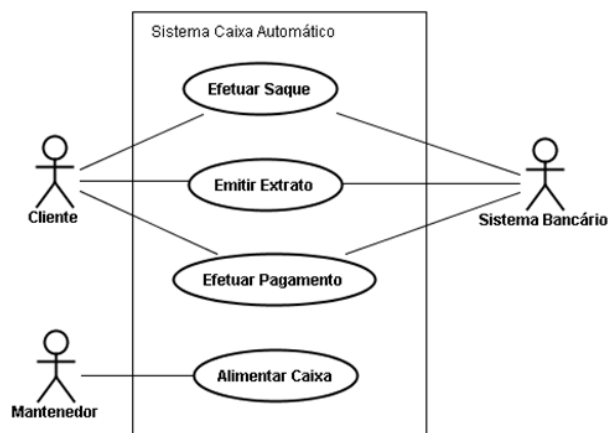 Sistema Caixa Automático
Efetuar Saque
Emitir Extrato
Cliente
Sistema Bancário
Efetuar Pagamento
Alimentar Caixa
Mantenedor